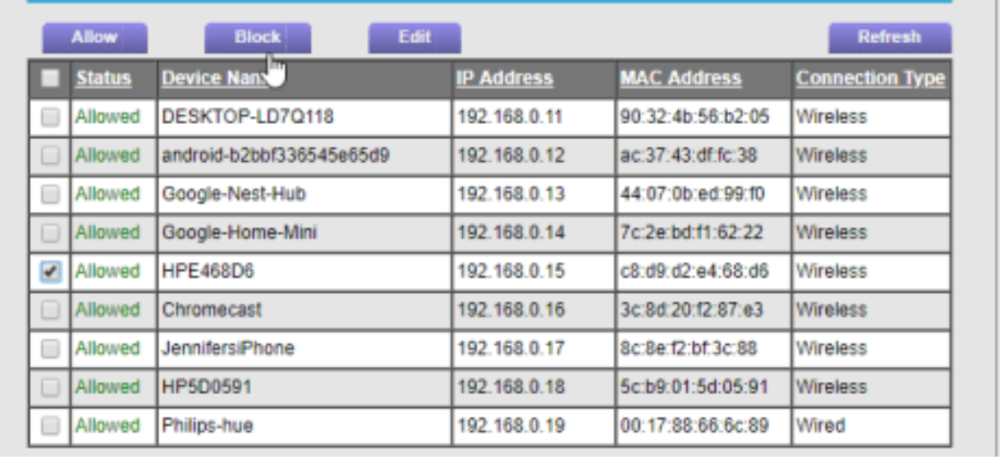 Allow Block Edit Refresh
Status Device Nam IP Address MAC Address Connection Type
Allowed DESKTOP-LD7Q118 192.168.0.11 90:32:4b:56:b2:05 Wireless
Allowed android-b2bbf336545e65d9 192.168.0.12 ac:37:43:df:fc:38 Wireless
Allowed Google-Nest-Hub 192.168.0.13 44:07:0b:ed:99:f0 Wireless
Allowed Google-Home-Mini 192.168.0.14 7c:2e:bd:f1:62:22 Wireless
Allowed HPE468D6 192.168.0.15 c8:d9:d2:e4:68:d6 Wireless
Allowed Chromecast 192.168.0.16 3c:8d:20:f2:87:e3 Wireless
Allowed JennifersiPhone 192.168.0.17 8c:8e:f2:bf:3c:88 Wireless
Allowed HP5D0591 192.168.0.18 5c:b9:01:5d:05:91 Wireless
Allowed Philips-hue 192.168.0.19 00:17:88:66:6c:89 Wired